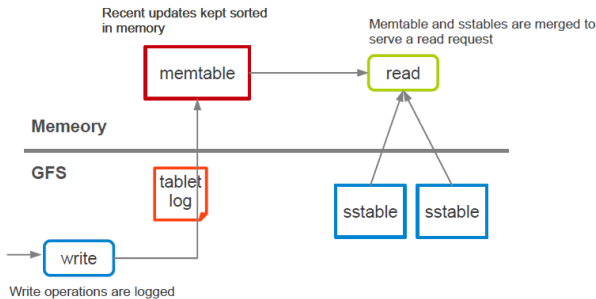 Recent updates kept sorted
in memory
Memtable and sstables are merged to
serve a read request
memtable
read
Memeory
GFS
tablet
log
sstable
sstable
write
Write operations are logged